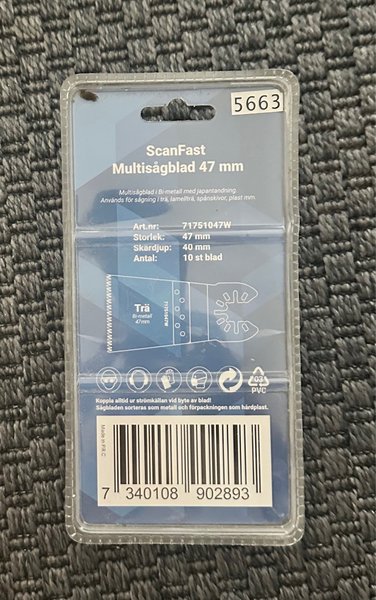 5663
ScanFast
Multisågblad 47 mm
Multisågblad i Bi-metall med japantandning.
Används för sågning i trä, lamellträ, spånskivor, plast mm.
Art.nr: 71751047W
Storlek: 47 mm
Skärdjup: 40 mm
Antal: 10 st blad
Trä
Bi-metall
47mm
71751047W
03
PVC
Koppla alltid ur strömkällan vid byte av blad!
Sågbladen sorteras som metall och förpackningen som hårdplast.
Made in P.R.C
7 340108 902893